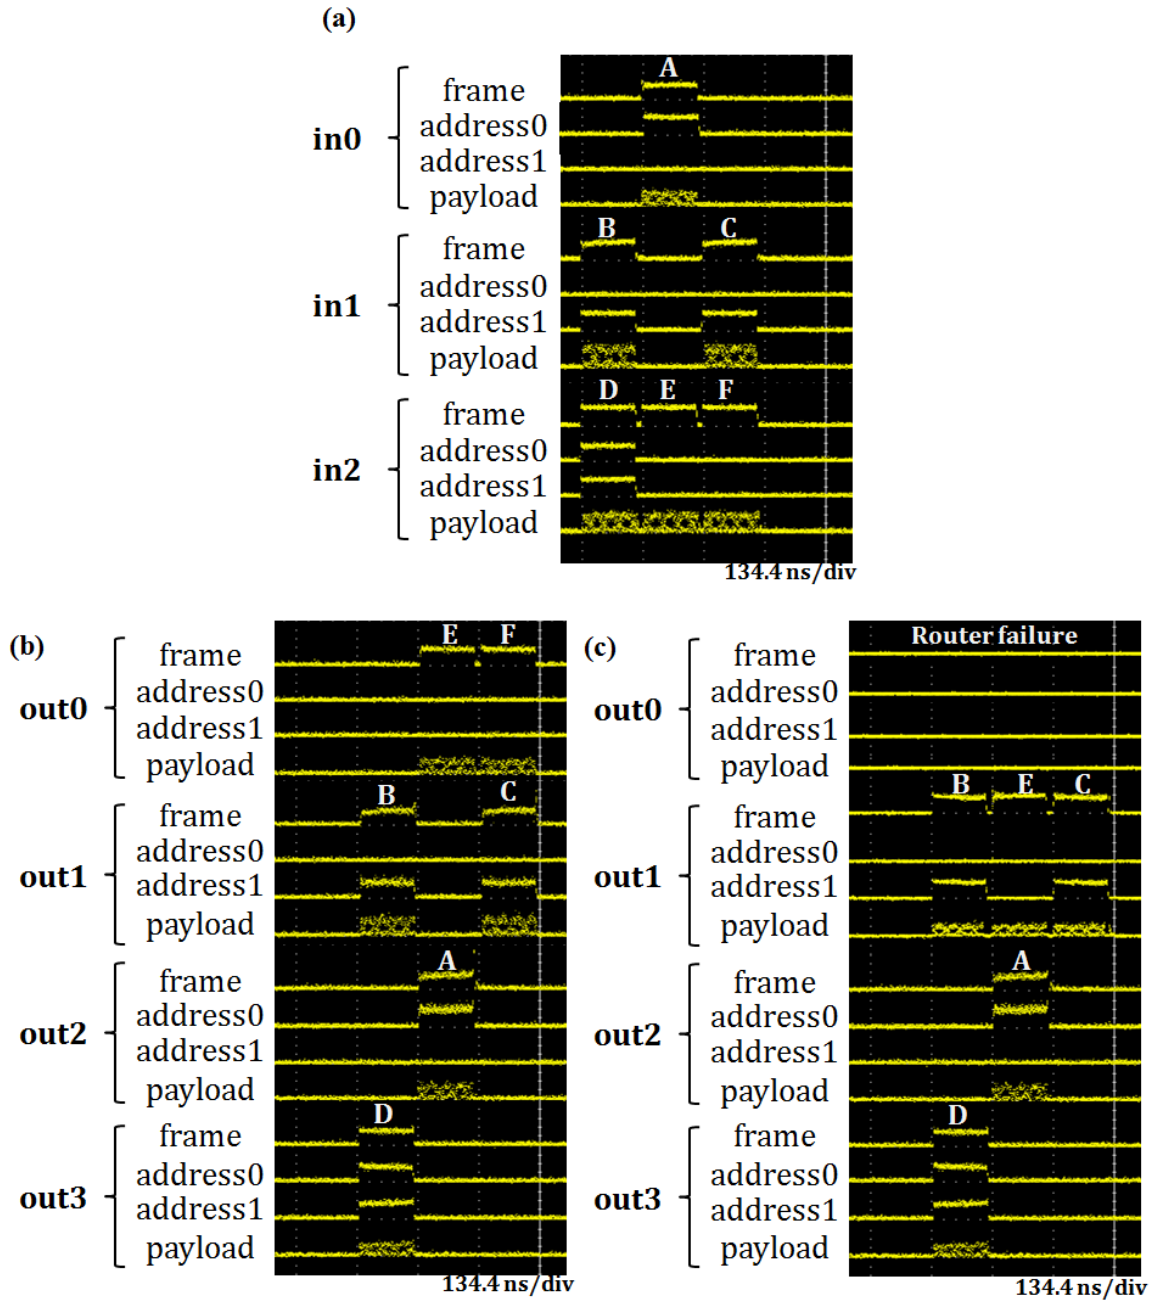 (a)
A
frame
address0
in0
address1
payload
B C
frame
address0
in1
address1
payload
D E F
frame
address0
in2
address1
payload
134.4 ns/div
(b)
E F
frame
address0
out0
address1
payload
B C
frame
address0
out1
address1
payload
A
frame
address0
out2
address1
payload
D
frame
address0
out3
address1
payload
134.4 ns/div
(c)
Router failure
frame
address0
out0
address1
payload
B E C
frame
address0
out1
address1
payload
A
frame
address0
out2
address1
payload
D
frame
address0
out3
address1
payload
134.4 ns/div